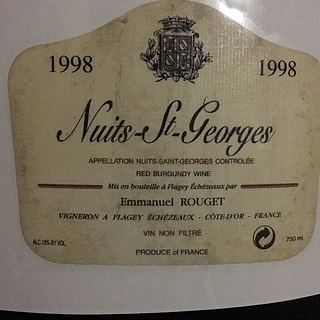 1998 1998
Nuits-St-Georges
APPELLATION NUITS-SAINT-GEORGES CONTROLÉE
RED BURGUNDY WINE
Mis en bouteille à Flagey Echézeaux par
Emmanuel ROUGET
VIGNERON A FLAGEY ÉCHÉZEAUX - CÔTE-D'OR - FRANCE
VIN NON FILTRÉ
ALC.13% BY VOL. 750 ml.
PRODUCE of FRANCE